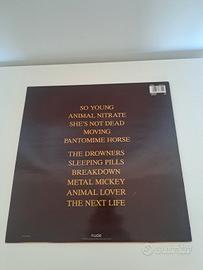 SO YOUNG
ANIMAL NITRATE
SHE'S NOT DEAD
MOVING
PANTOMIME HORSE
THE DROWNERS
SLEEPING PILLS
BREAKDOWN
METAL MICKEY
ANIMAL LOVER
THE NEXT LIFE
nude
subito